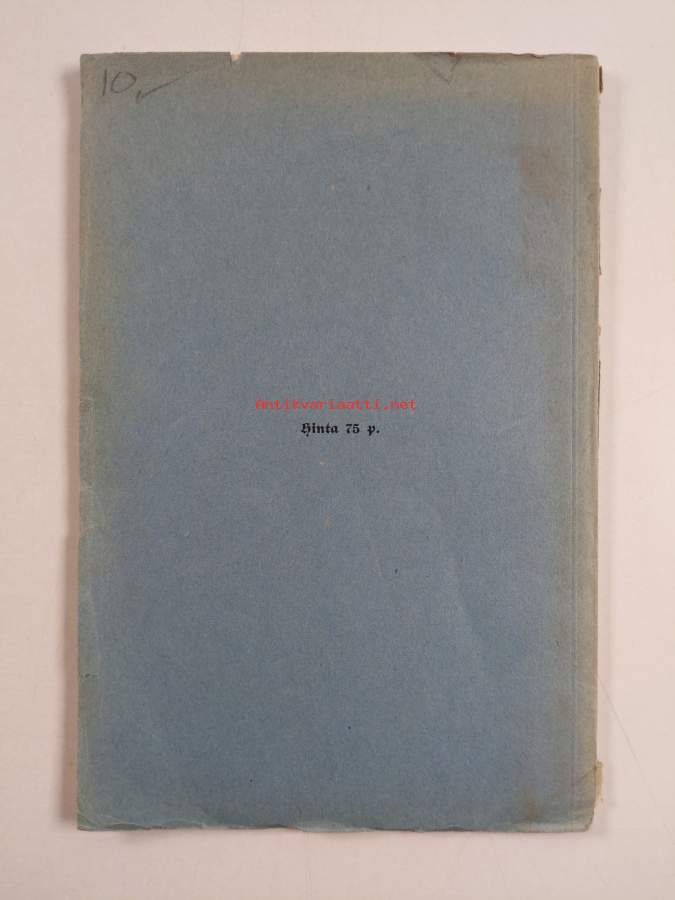 10,-
Antikvariaatti.net
Hinta 75 p.